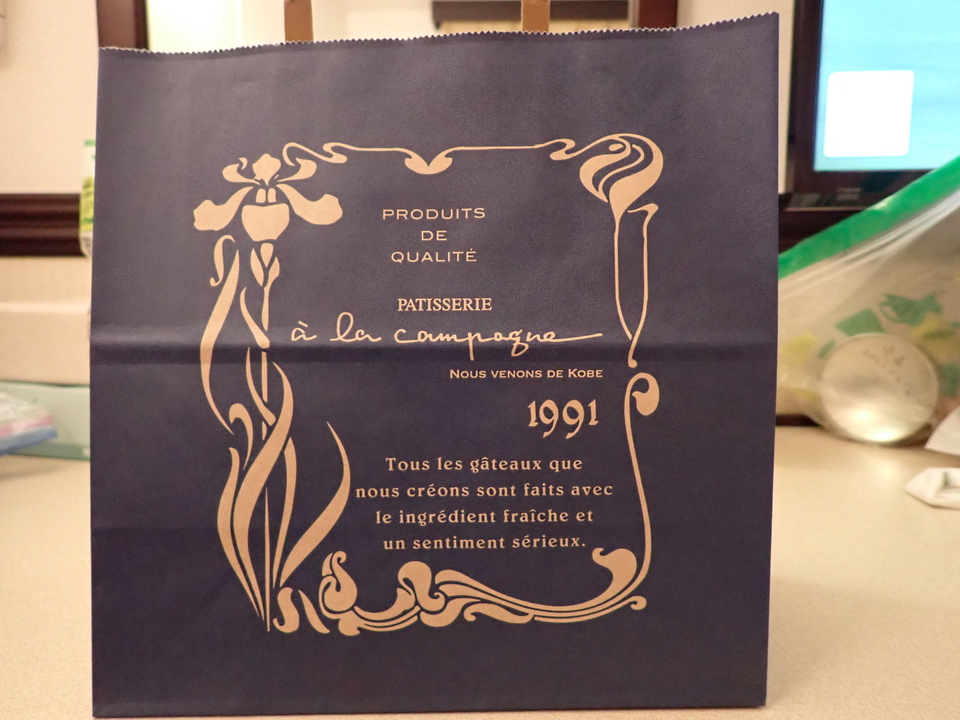 PRODUITS
DE
QUALITÉ
PATISSERIE
à la campagne
NOUS VENONS DE KOBE
1991
Tous les gâteaux que
nous créons sont faits avec
le ingrédient fraîche et
un sentiment sérieux.